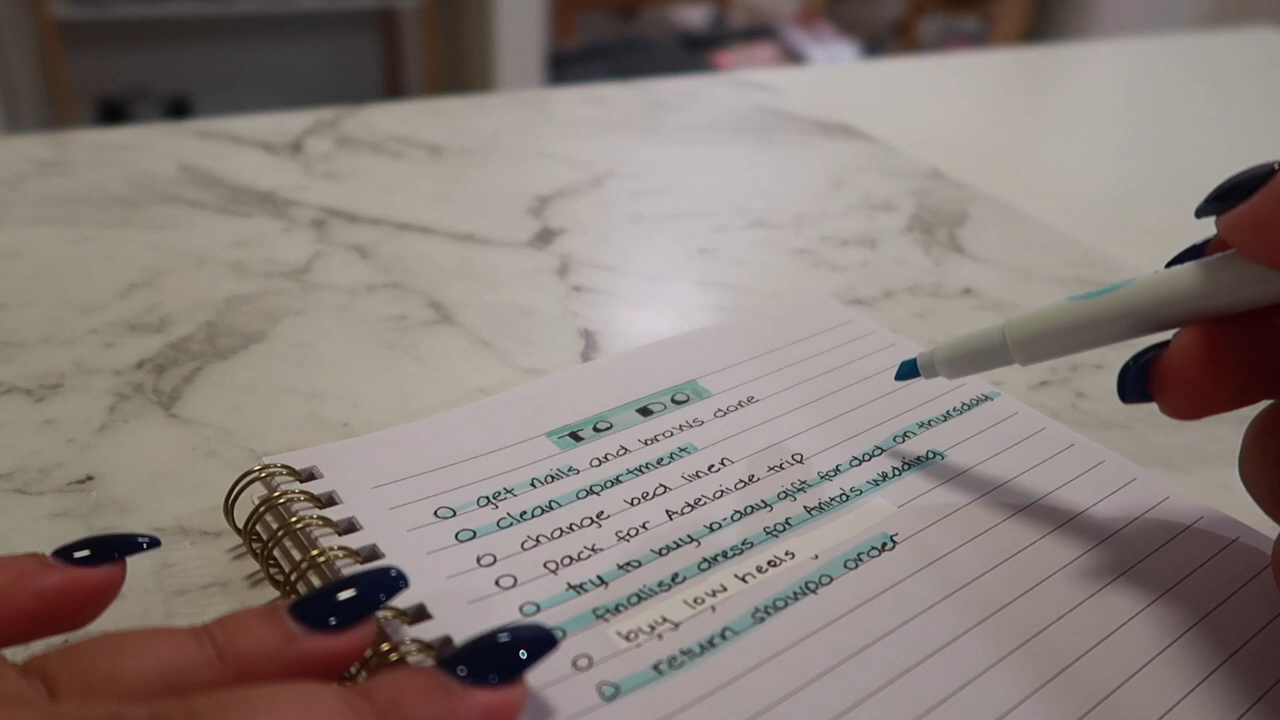 TO DO
get nails and brows done
clean apartment
change bed linen
pack for Adelaide trip
try to buy b-day gift for dad on thursday
finalise dress for Anita's wedding
buy low heels
return showpo order